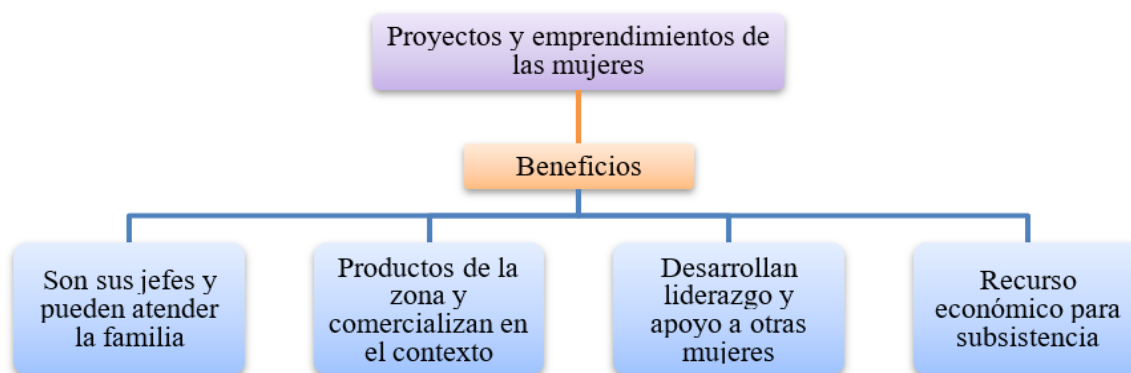 Proyectos y emprendimientos de
las mujeres
Beneficios
Son sus jefes y
pueden atender
la familia
Productos de la
zona y
comercializan en
el contexto
Desarrollan
liderazgo y
apoyo a otras
mujeres
Recurso
económico para
subsistencia